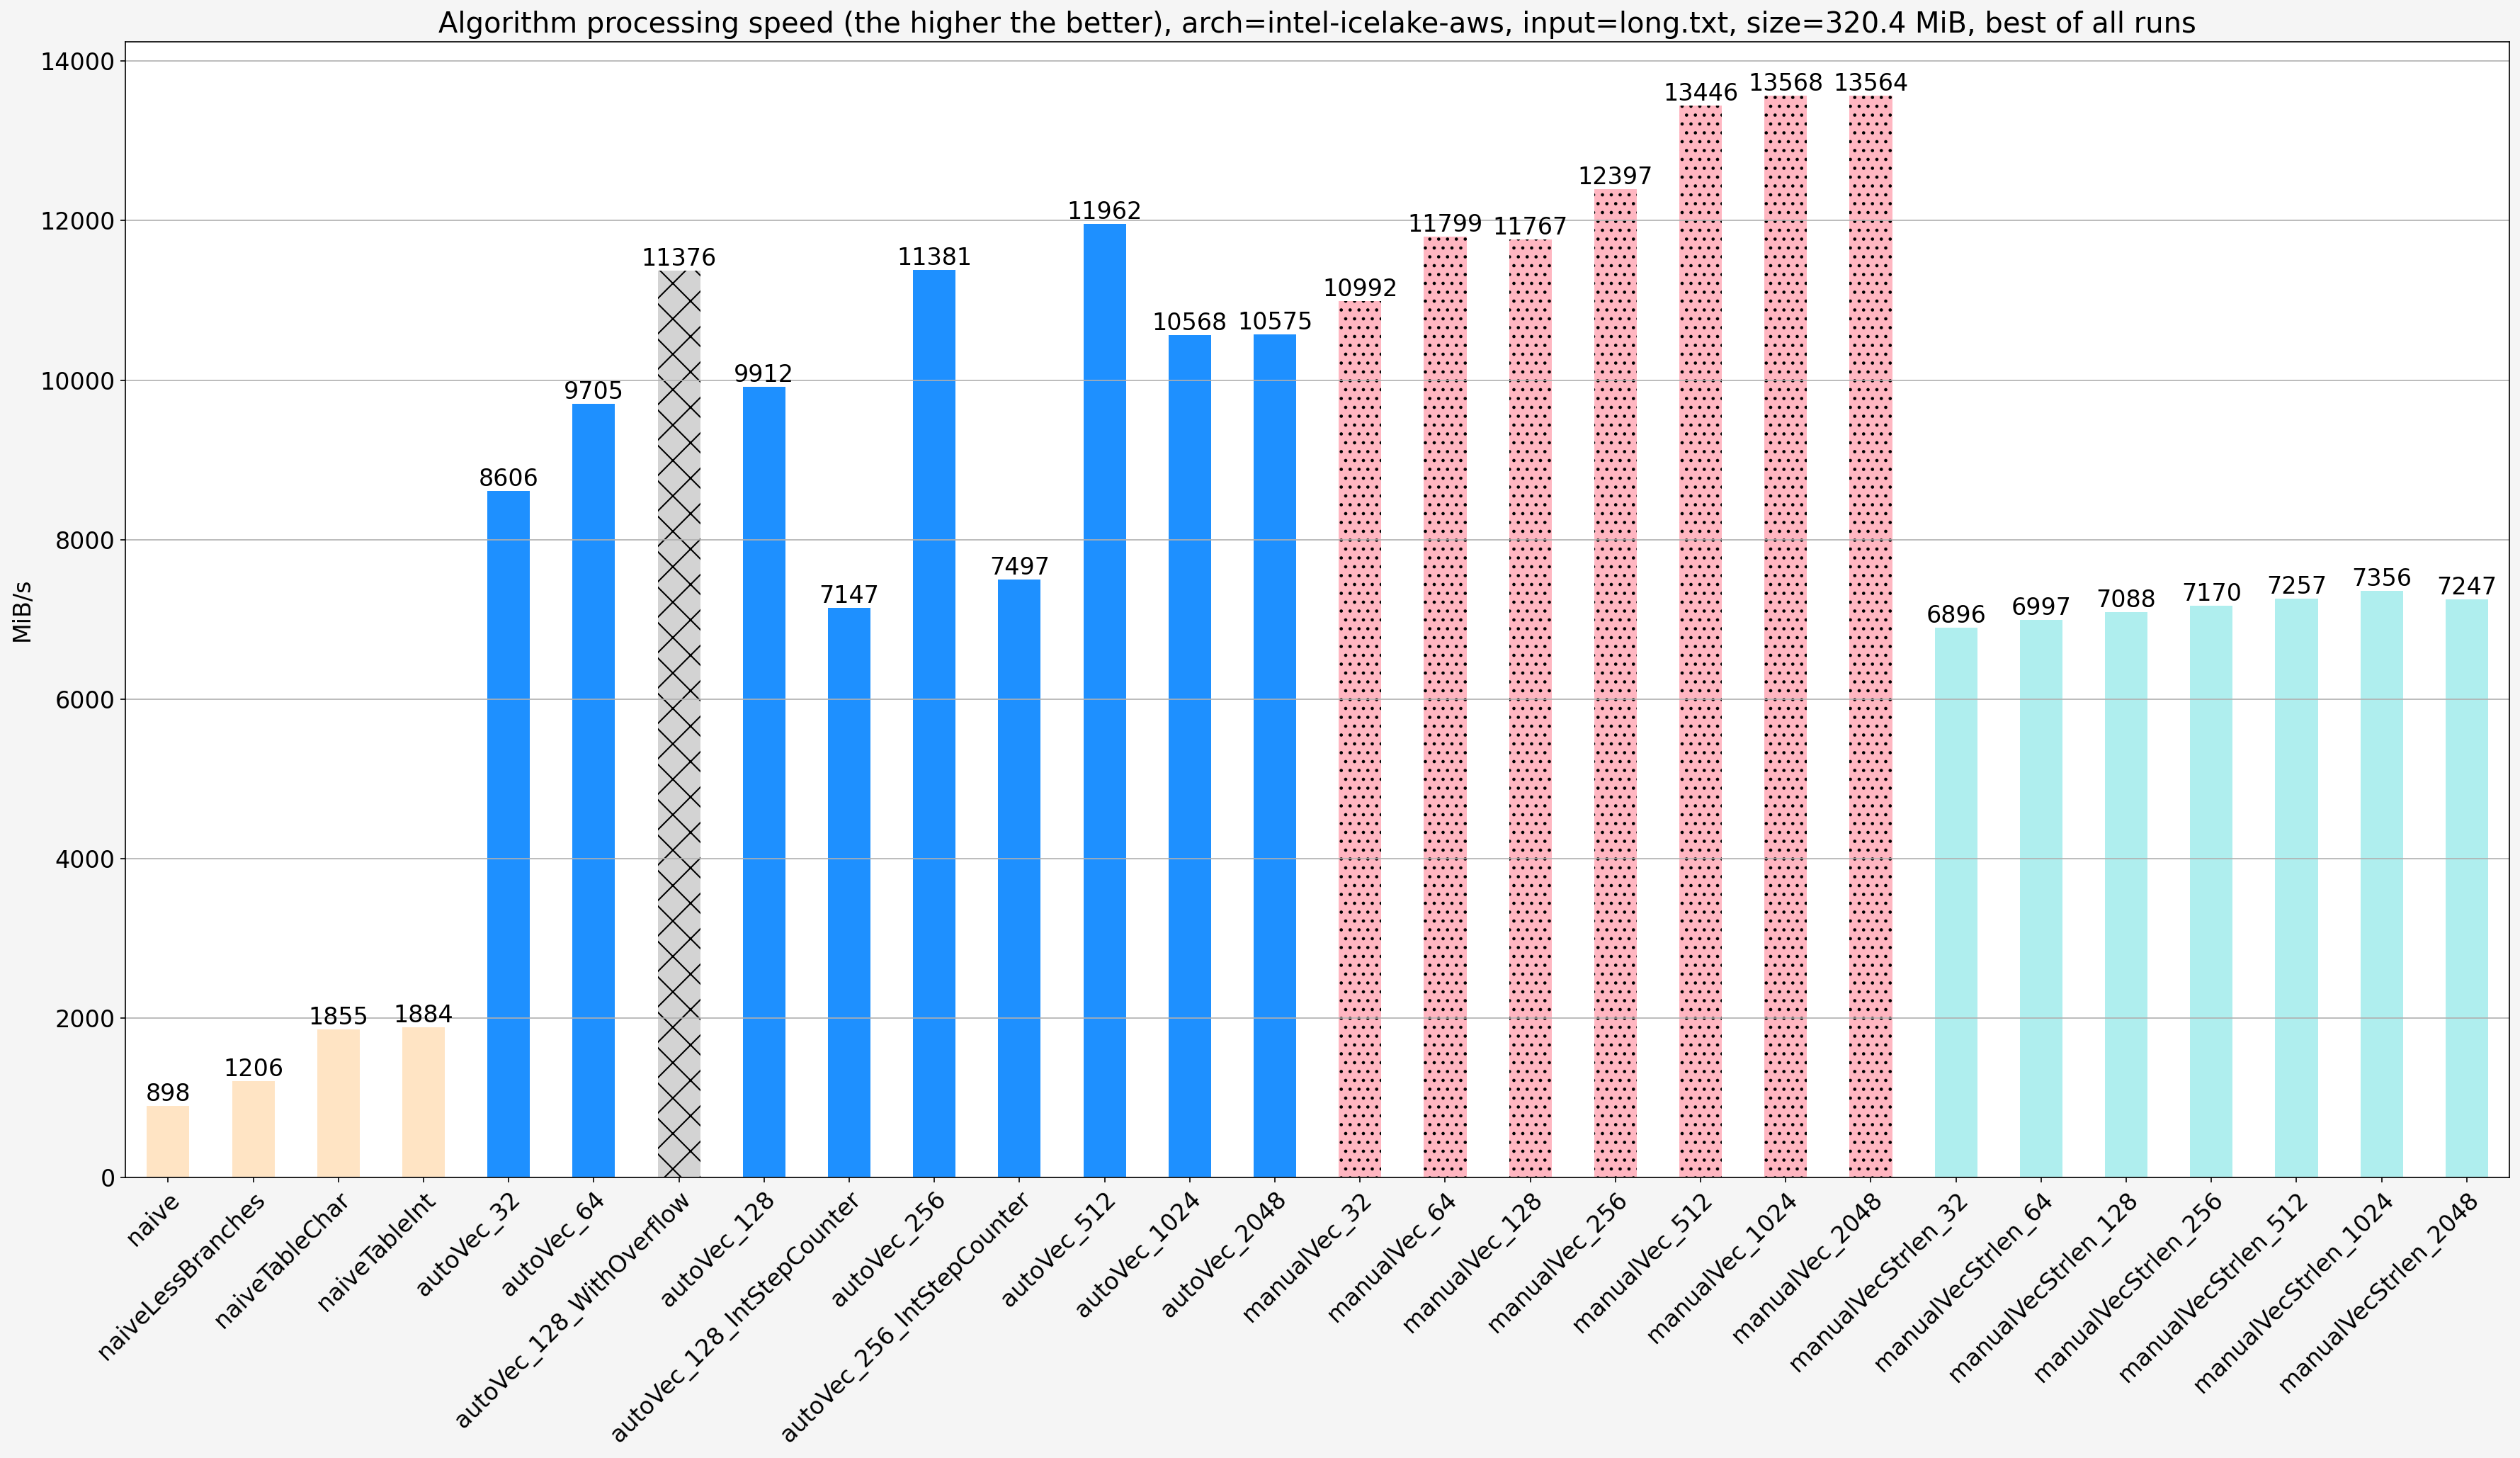 Algorithm processing speed (the higher the better), arch=intel-icelake-aws, input=long.txt, size=320.4 MiB, best of all runs
MiB/s
14000
12000
10000
8000
6000
4000
2000
0
898
1206
1855
1884
8606
9705
11376
9912
7147
11381
7497
11962
10568
10575
10992
11799
11767
12397
13446
13568
13564
6896
6997
7088
7170
7257
7356
7247
naive
naiveLessBranches
naiveTableChar
naiveTableInt
autoVec_32
autoVec_64
autoVec_128_WithOverflow
autoVec_128
autoVec_128_IntStepCounter
autoVec_256
autoVec_256_IntStepCounter
autoVec_512
autoVec_1024
autoVec_2048
manualVec_32
manualVec_64
manualVec_128
manualVec_256
manualVec_512
manualVec_1024
manualVec_2048
manualVecStrlen_32
manualVecStrlen_64
manualVecStrlen_128
manualVecStrlen_256
manualVecStrlen_512
manualVecStrlen_1024
manualVecStrlen_2048